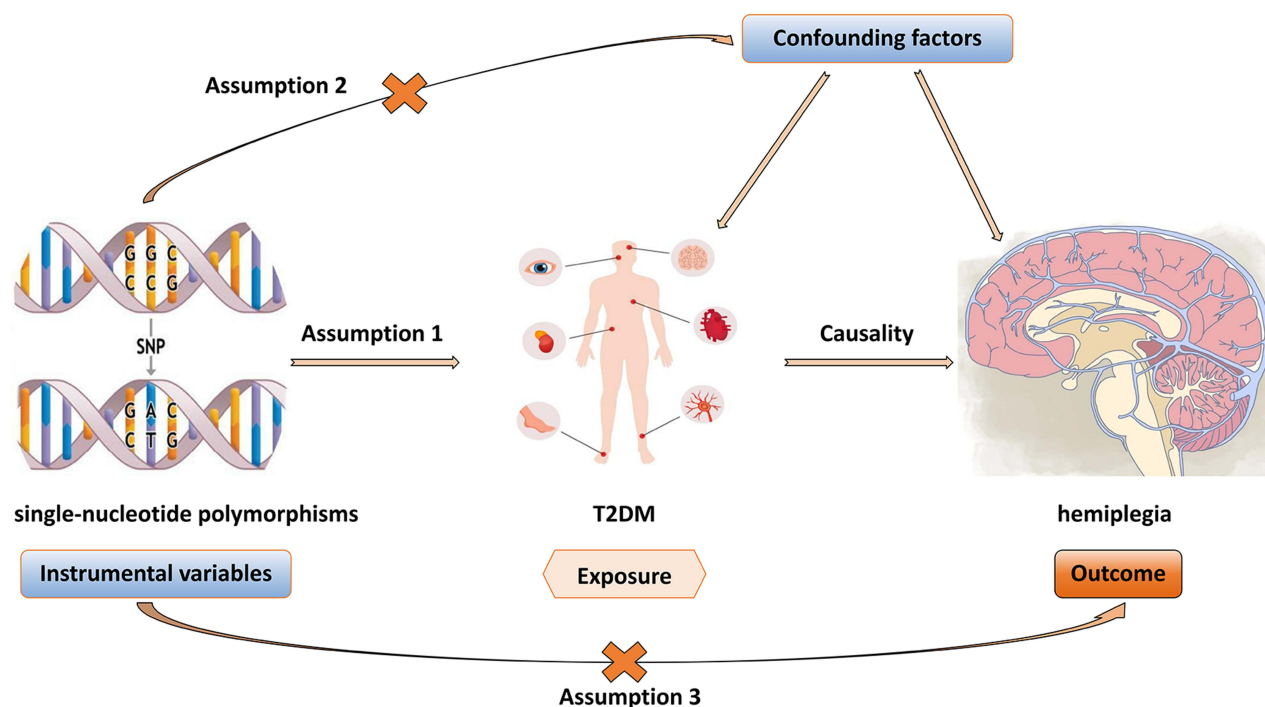 Confounding factors
Assumption 2
G G C
C C G
SNP
G A C
C T G
Assumption 1
Causality
single-nucleotide polymorphisms
T2DM
hemiplegia
Instrumental variables
Exposure
Outcome
Assumption 3